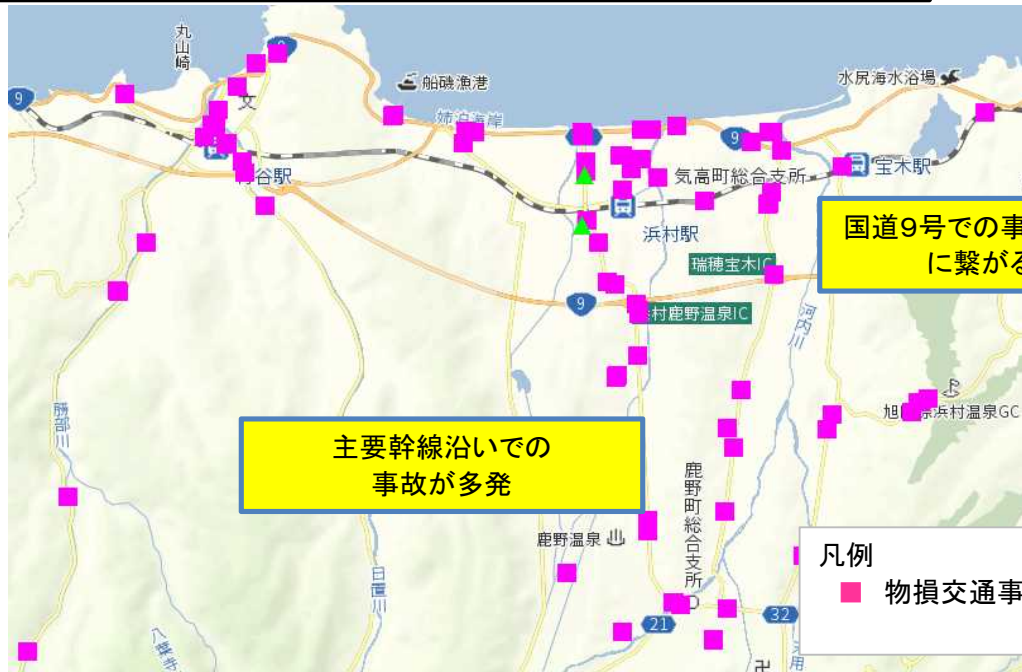 丸山崎
9
船磯漁港
水尻海水浴場
9
文
姉泊海岸
9
谷駅
気高町総合支所
宝木駅
浜村駅
国道9号での事
に繋がる
瑞穂宝木IC
9
村鹿野温泉IC
河内川
勝部川
主要幹線沿いでの
事故が多発
浜村温泉GC
鹿野町総合支所
鹿野温泉
凡例
物損交通事
日置川
八葉寺
21
32